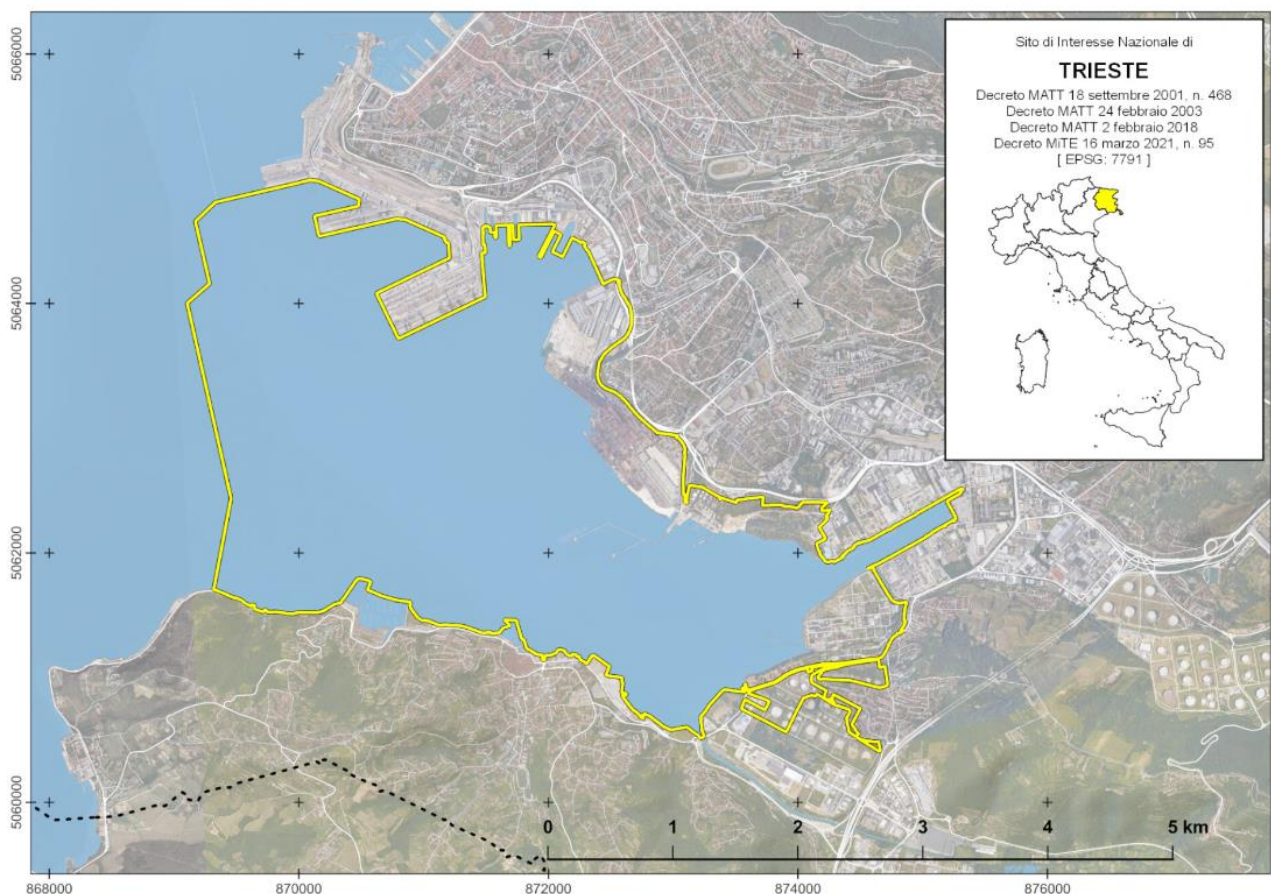 Sito di Interesse Nazionale di
TRIESTE
Decreto MATT 18 settembre 2001, n. 468
Decreto MATT 24 febbraio 2003
Decreto MATT 2 febbraio 2018
Decreto MiTE 16 marzo 2021, n. 95
[ EPSG: 7791 ]
5066000
5064000
5062000
5060000
0 1 2 3 4 5 km
868000 870000 872000 874000 876000